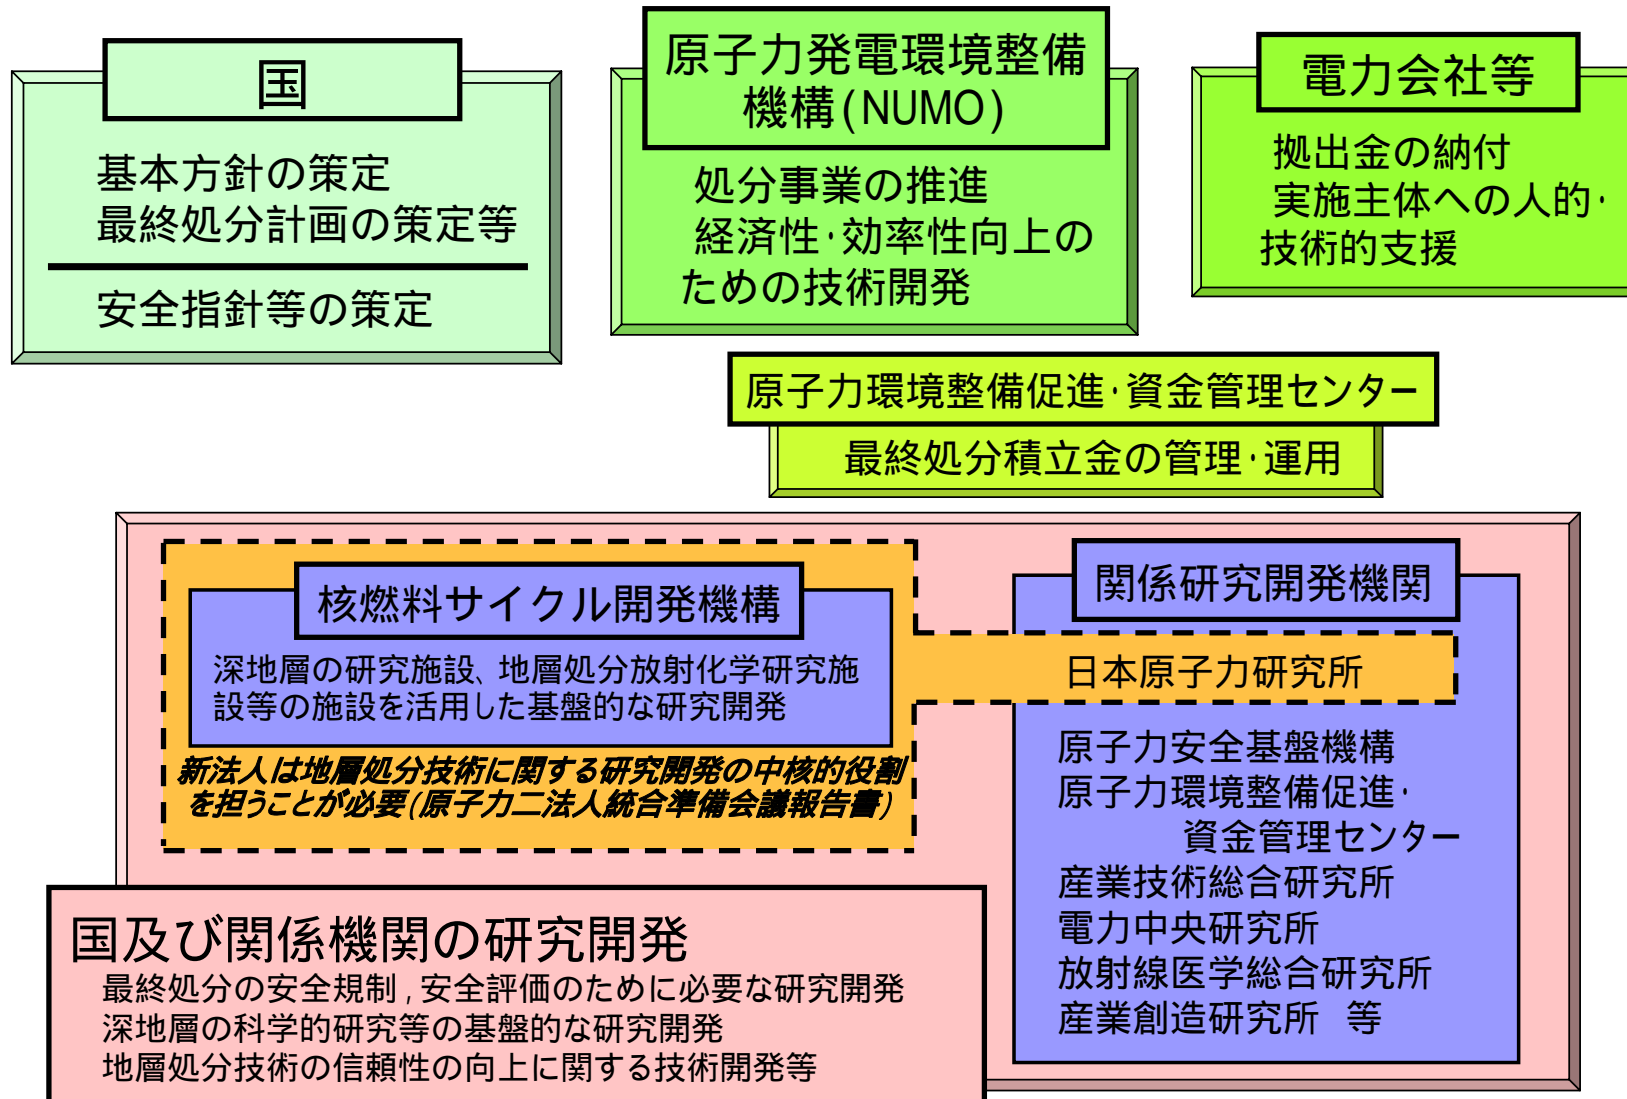 国
基本方針の策定
最終処分計画の策定等
安全指針等の策定
原子力発電環境整備
機構(NUMO)
処分事業の推進
経済性・効率性向上の
ための技術開発
電力会社等
拠出金の納付
実施主体への人的・
技術的支援
原子力環境整備促進・資金管理センター
最終処分積立金の管理・運用
核燃料サイクル開発機構
深地層の研究施設、地層処分放射化学研究施
設等の施設を活用した基盤的な研究開発
新法人は地層処分技術に関する研究開発の中核的役割
を担うことが必要(原子力二法人統合準備会議報告書)
関係研究開発機関
日本原子力研究所
原子力安全基盤機構
原子力環境整備促進・
資金管理センター
産業技術総合研究所
電力中央研究所
放射線医学総合研究所
産業創造研究所 等
国及び関係機関の研究開発
最終処分の安全規制,安全評価のために必要な研究開発
深地層の科学的研究等の基盤的な研究開発
地層処分技術の信頼性の向上に関する技術開発等